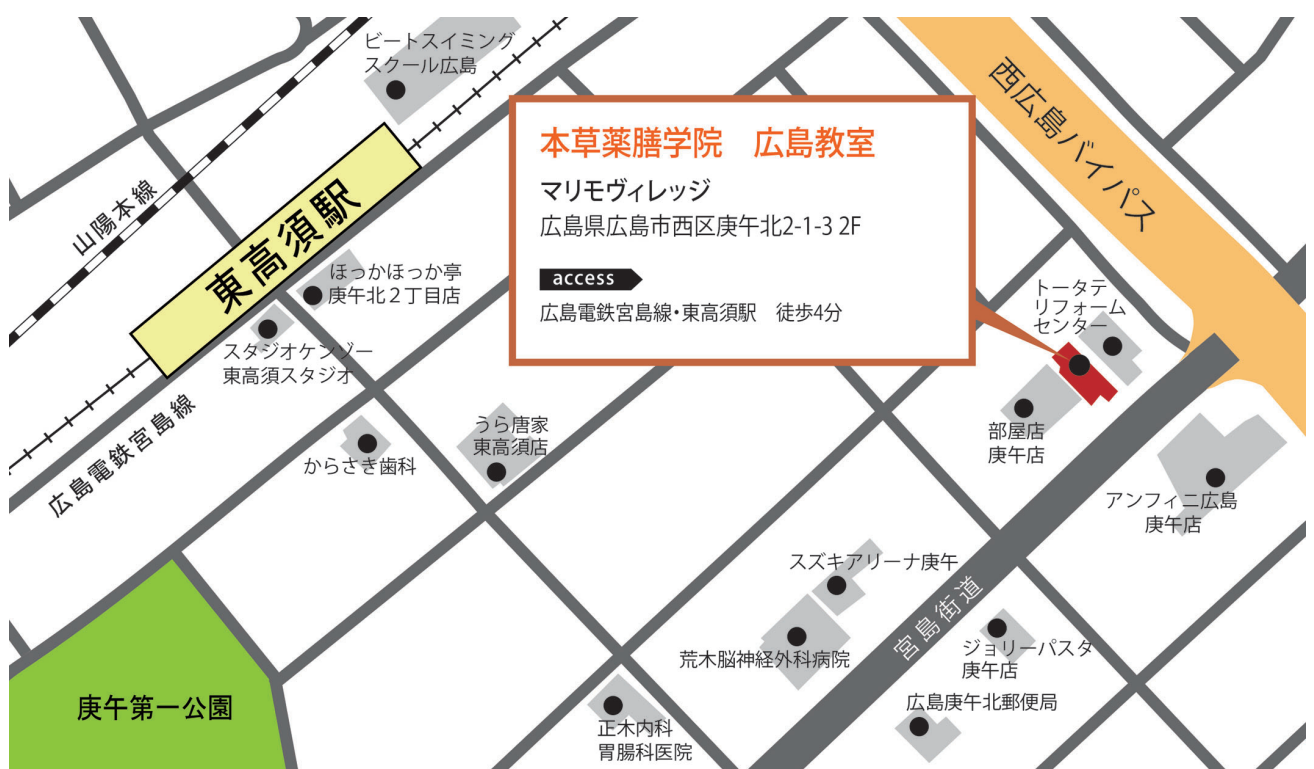 ビートスイミング
スクール広島
西広島バイパス
本草薬膳学院　広島教室
マリモヴィレッジ
広島県広島市西区庚午北2-1-3 2F
access
広島電鉄宮島線・東高須駅　徒歩4分
山陽本線
東高須駅
ほっかほっか亭
庚午北２丁目店
トータテ
リフォーム
センター
スタジオケンゾー
東高須スタジオ
広島電鉄宮島線
うら唐家
東高須店
からさき歯科
部屋店
庚午店
アンフィニ広島
庚午店
スズキアリーナ庚午
宮島街道
荒木脳神経外科病院
ジョリーパスタ
庚午店
庚午第一公園
広島庚午北郵便局
正木内科
胃腸科医院